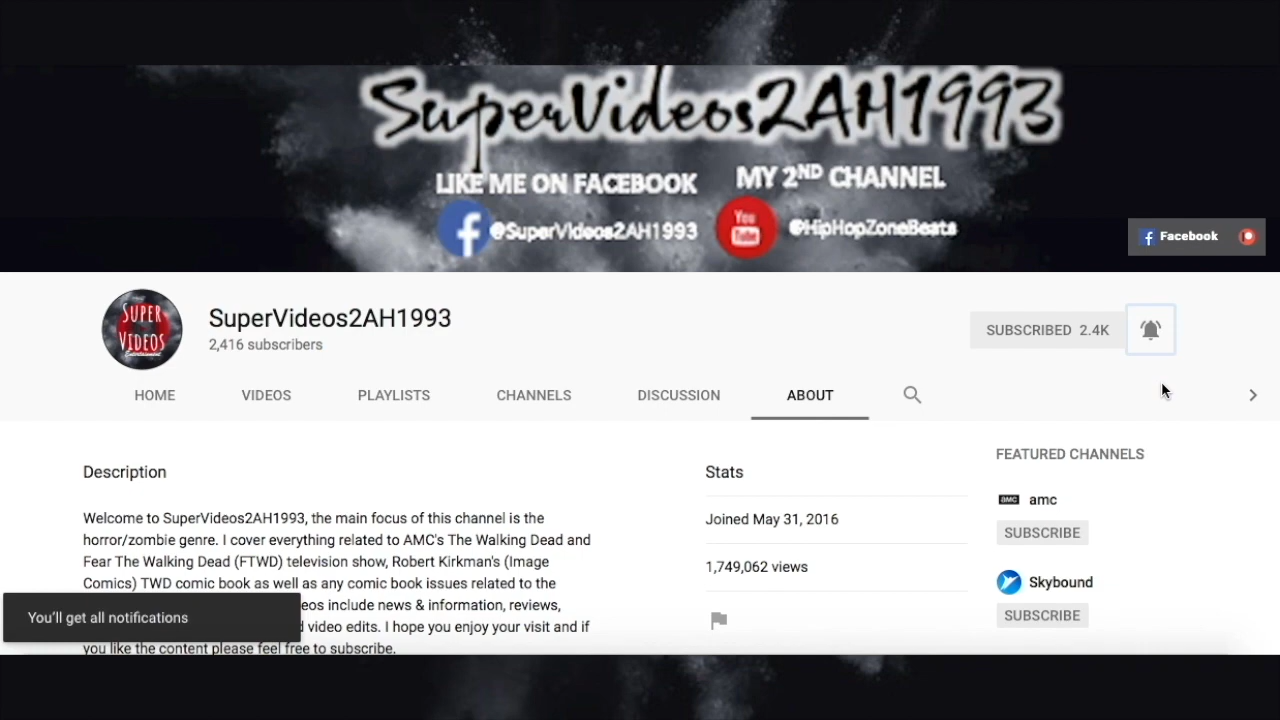 SuperVideos2AH1993
LIKE ME ON FACEBOOK
MY 2ND CHANNEL
@SuperVideos2AH1993
You Tube
@HipHopZoneBeats
Facebook
SUPER
VIDEOS
Entertainment
SuperVideos2AH1993
2,416 subscribers
SUBSCRIBED 2.4K
HOME VIDEOS PLAYLISTS CHANNELS DISCUSSION ABOUT
Description
Welcome to SuperVideos2AH1993, the main focus of this channel is the
horror/zombie genre. I cover everything related to AMC's The Walking Dead and
Fear The Walking Dead (FTWD) television show, Robert Kirkman's (Image
Comics) TWD comic book as well as any comic book issues related to the
eos include news & information, reviews,
video edits. I hope you enjoy your visit and if
you like the content please feel free to subscribe.
You'll get all notifications
Stats
Joined May 31, 2016
1,749,062 views
FEATURED CHANNELS
amc
amc
SUBSCRIBE
Skybound
SUBSCRIBE